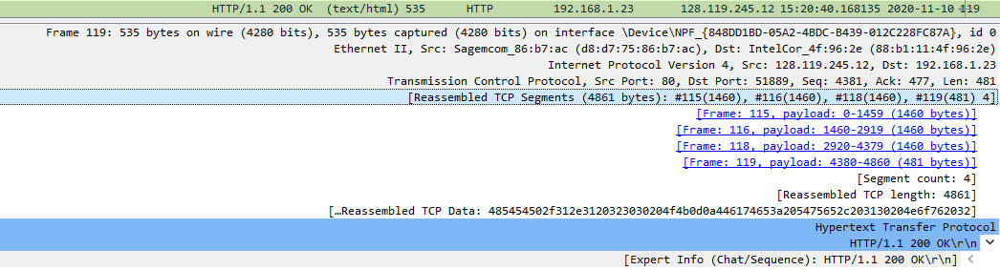 HTTP/1.1 200 OK (text/html) 535 HTTP 192.168.1.23 128.119.245.12 15:20:40.168135 2020-11-10 119
Frame 119: 535 bytes on wire (4280 bits), 535 bytes captured (4280 bits) on interface \Device\NPF_{848DD1BD-05A2-4BDC-B439-012C228FC87A}, id 0
Ethernet II, Src: Sagemcom_86:b7:ac (d8:d7:75:86:b7:ac), Dst: IntelCor_4f:96:2e (88:b1:11:4f:96:2e)
Internet Protocol Version 4, Src: 128.119.245.12, Dst: 192.168.1.23
Transmission Control Protocol, Src Port: 80, Dst Port: 51889, Seq: 4381, Ack: 477, Len: 481
[Reassembled TCP Segments (4861 bytes): #115(1460), #116(1460), #118(1460), #119(481) 4]
[Frame: 115, payload: 0-1459 (1460 bytes)]
[Frame: 116, payload: 1460-2919 (1460 bytes)]
[Frame: 118, payload: 2920-4379 (1460 bytes)]
[Frame: 119, payload: 4380-4860 (481 bytes)]
[Segment count: 4]
[Reassembled TCP length: 4861]
[…Reassembled TCP Data: 485454502f312e3120323030204f4b0d0a446174653a205475652c203130204e6f762032]
Hypertext Transfer Protocol
HTTP/1.1 200 OK\r\n
[Expert Info (Chat/Sequence): HTTP/1.1 200 OK\r\n]